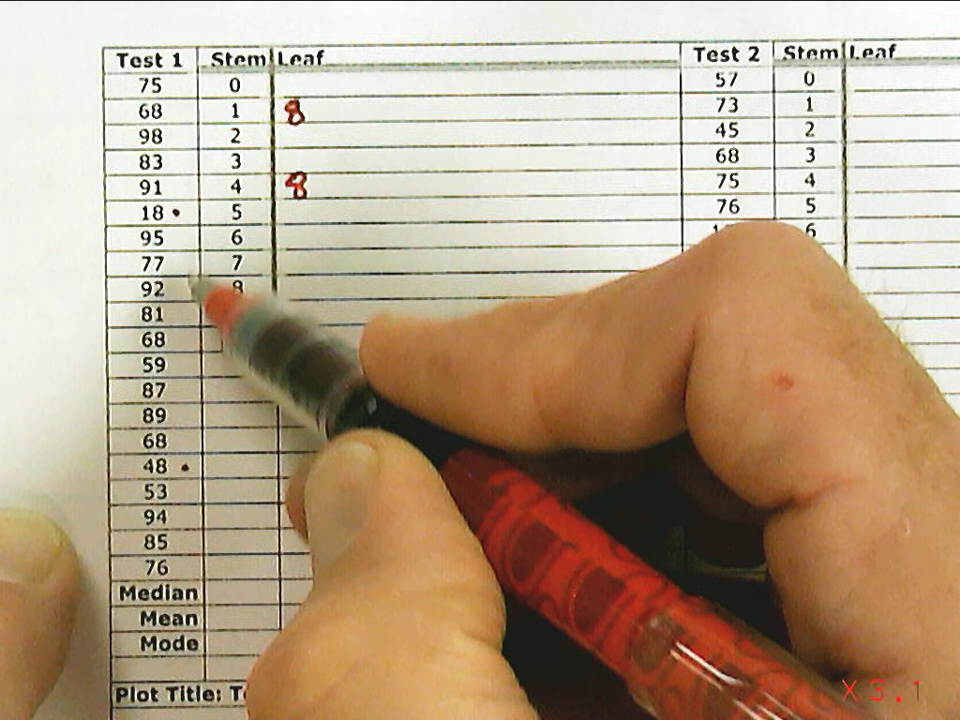 Test 1 Stem Leaf Test 2 Stem Leaf
75 0 57 0
68 1 8 73 1
98 2 45 2
83 3 68 3
91 4 8 75 4
18 • 5 76 5
95 6 6
77 7
92 8
81
68
59
87
89
68
48 •
53
94
85
76
Median
Mean
Mode
Plot Title:
X3.1